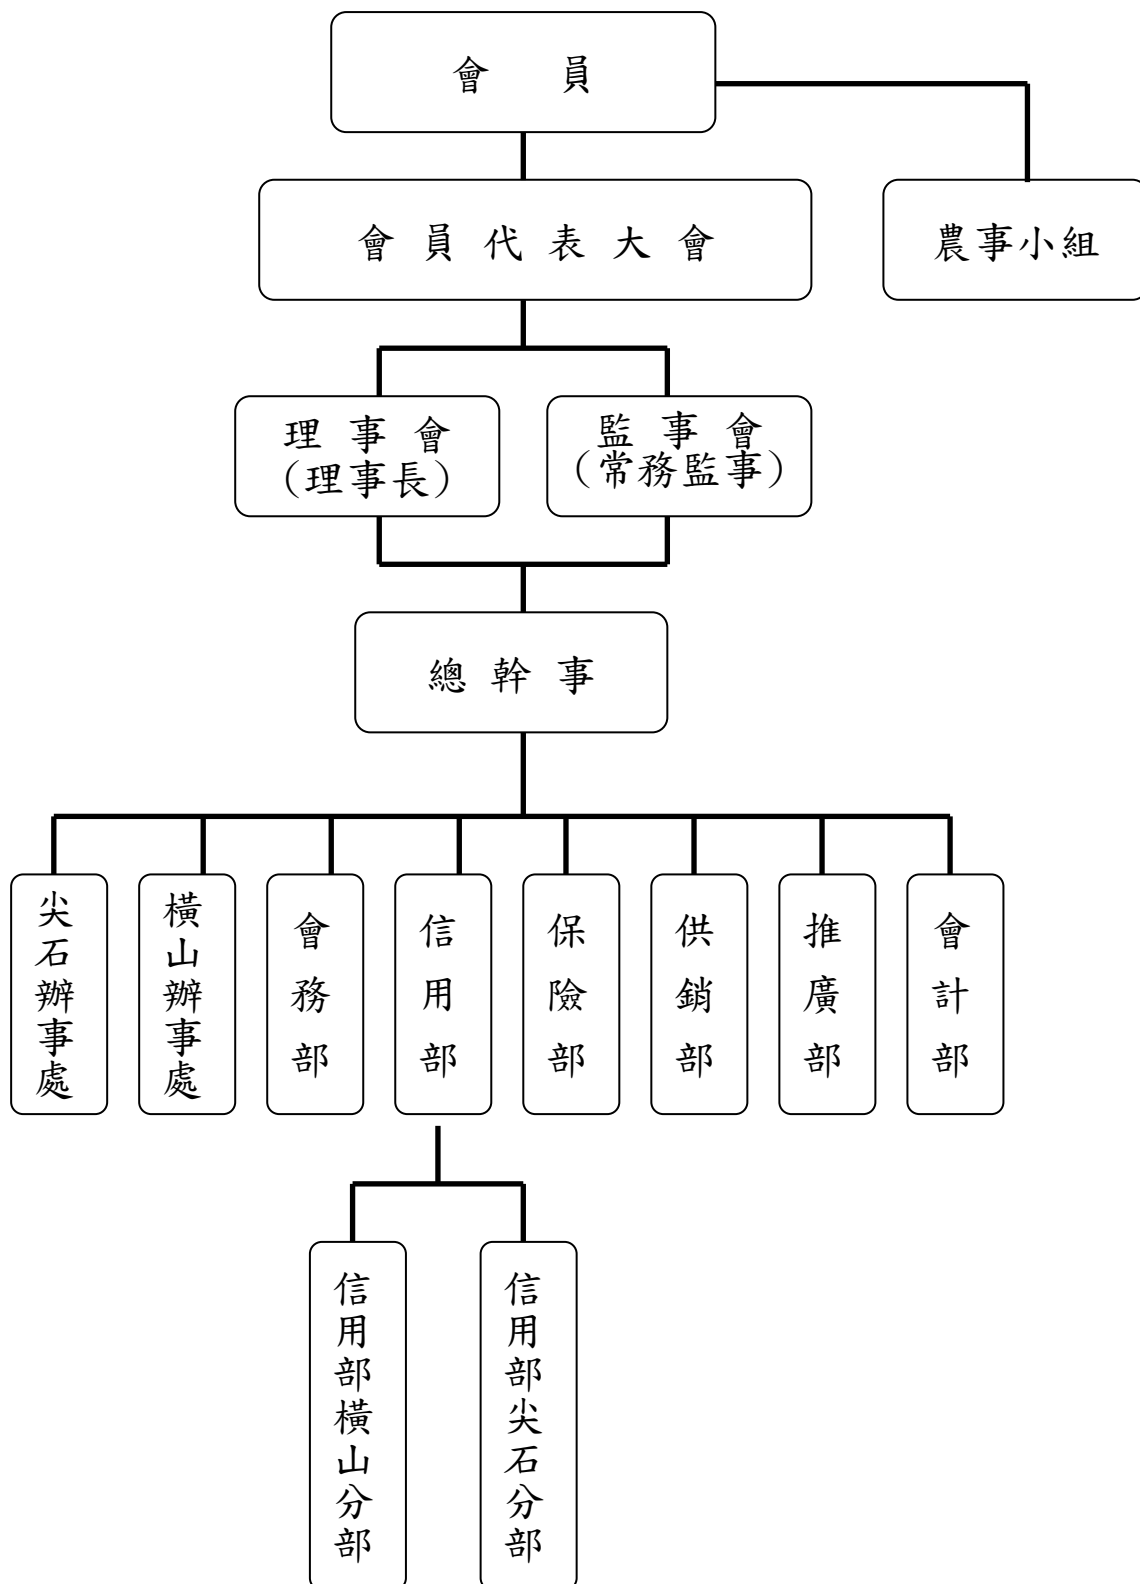 會 員
會 員 代 表 大 會
農事小組
理 事 會
(理事長)
監 事 會
(常務監事)
總 幹 事
尖石辦事處
橫山辦事處
會務部
信用部
保險部
供銷部
推廣部
會計部
信用部橫山分部
信用部尖石分部